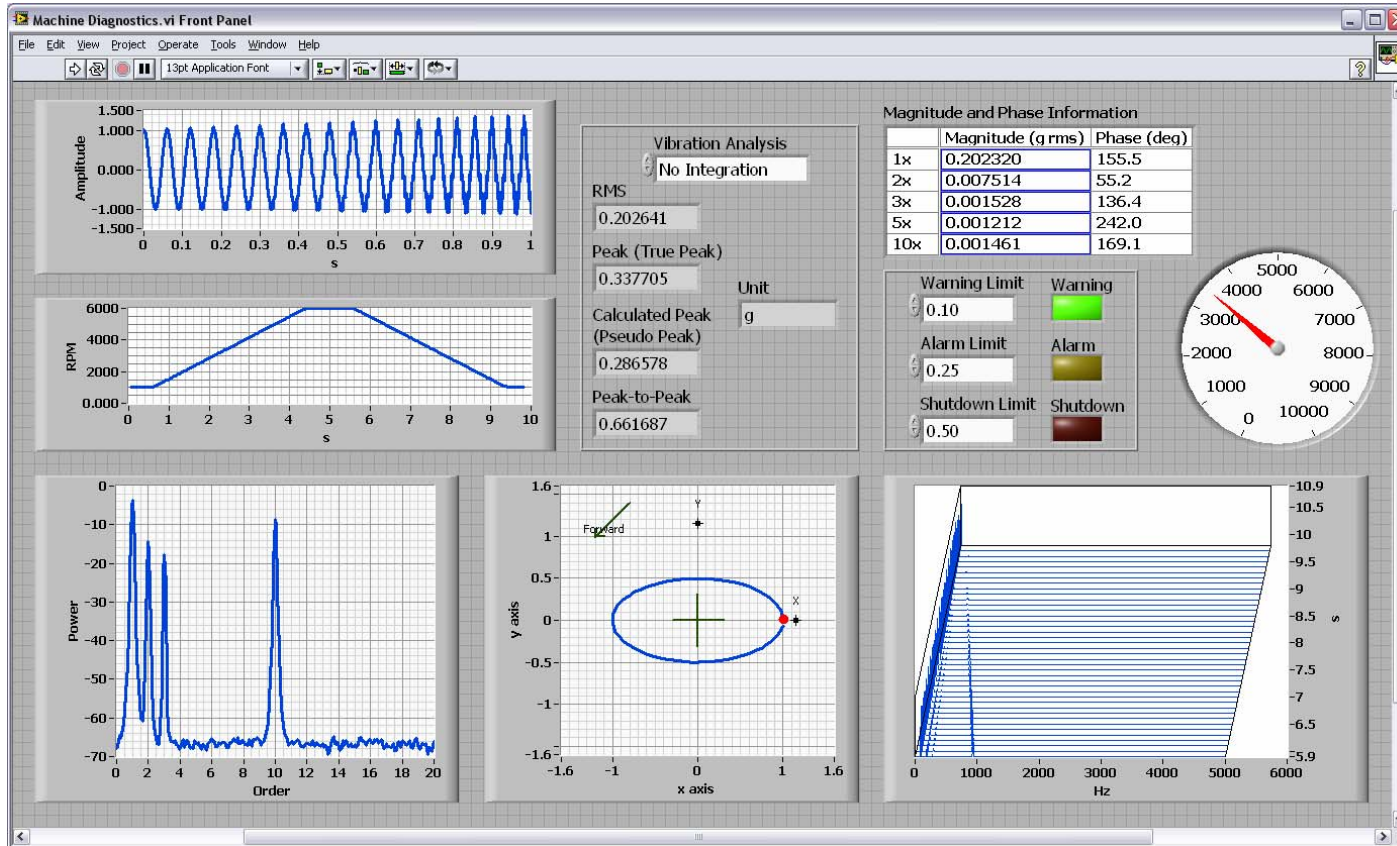 Machine Diagnostics.vi Front Panel
File Edit View Project Operate Tools Window Help
13pt Application Font
?
1.500
1.000
0.000
-1.000
-1.500
Amplitude
0 0.1 0.2 0.3 0.4 0.5 0.6 0.7 0.8 0.9 1
s
6000
4000
2000
0.000
RPM
0 1 2 3 4 5 6 7 8 9 10
s
Vibration Analysis
No Integration
RMS
0.202641
Peak (True Peak)
0.337705
Unit
g
Calculated Peak
(Pseudo Peak)
0.286578
Peak-to-Peak
0.661687
Magnitude and Phase Information
Magnitude (g rms) Phase (deg)
1x 0.202320 155.5
2x 0.007514 55.2
3x 0.001528 136.4
5x 0.001212 242.0
10x 0.001461 169.1
Warning Limit Warning
0.10
Alarm Limit Alarm
0.25
Shutdown Limit Shutdown
0.50
5000
4000 6000
3000 7000
2000 8000
1000 9000
0 10000
0
-10
-20
-30
-40
-50
-60
-70
Power
0 2 4 6 8 10 12 14 16 18 20
Order
1.6
1
0.5
0
-0.5
-1
-1.6
y axis
Forward
Y
X
-1.6 -1 0 1 1.6
x axis
-10.9
-10.5
-10
-9.5
-9
-8.5
-8
-7.5
-7
-6.5
-5.9
s
0 1000 2000 3000 4000 5000 6000
Hz